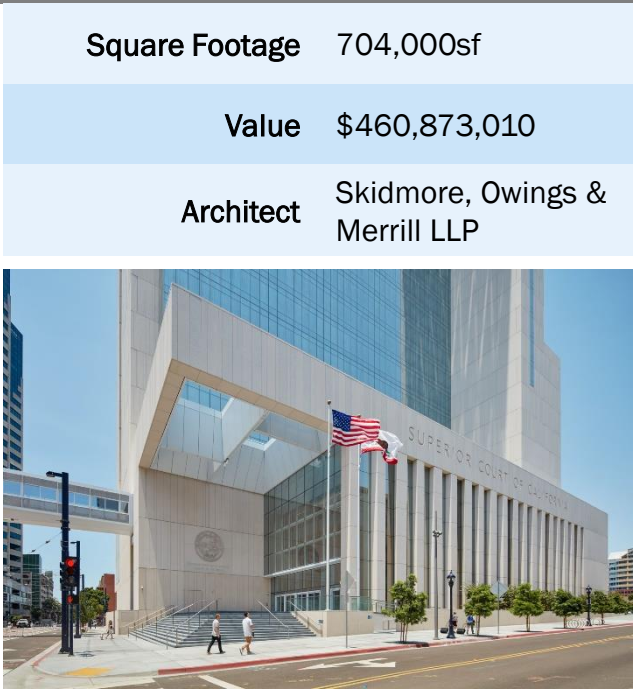 Square Footage 704,000sf
Value $460,873,010
Architect Skidmore, Owings &
Merrill LLP
SUPERIOR COURT OF CALIFORNIA